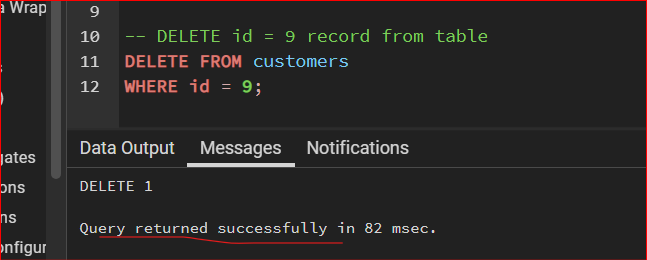 a Wrap
s
)
gates
ons
ns
onfigur
9
10 -- DELETE id = 9 record from table
11 DELETE FROM customers
12 WHERE id = 9;
Data Output Messages Notifications
DELETE 1
Query returned successfully in 82 msec.